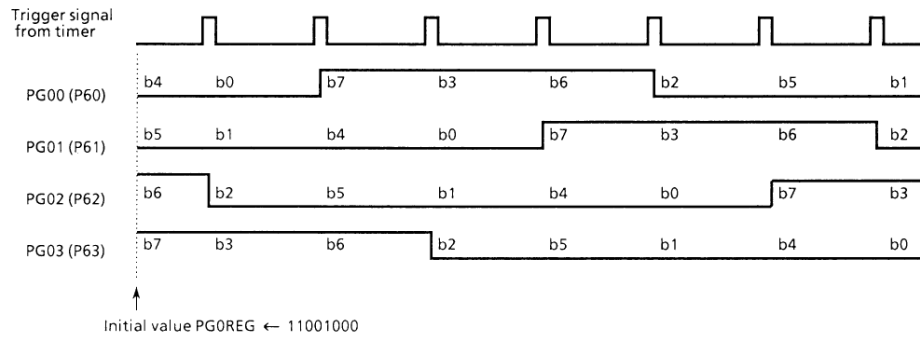 Trigger signal
from timer
b4 b0 b7 b3 b6 b2 b5 b1
PG00 (P60)
b5 b1 b4 b0 b7 b3 b6 b2
PG01 (P61)
b6 b2 b5 b1 b4 b0 b7 b3
PG02 (P62)
b7 b3 b6 b2 b5 b1 b4 b0
PG03 (P63)
Initial value PG0REG ← 11001000